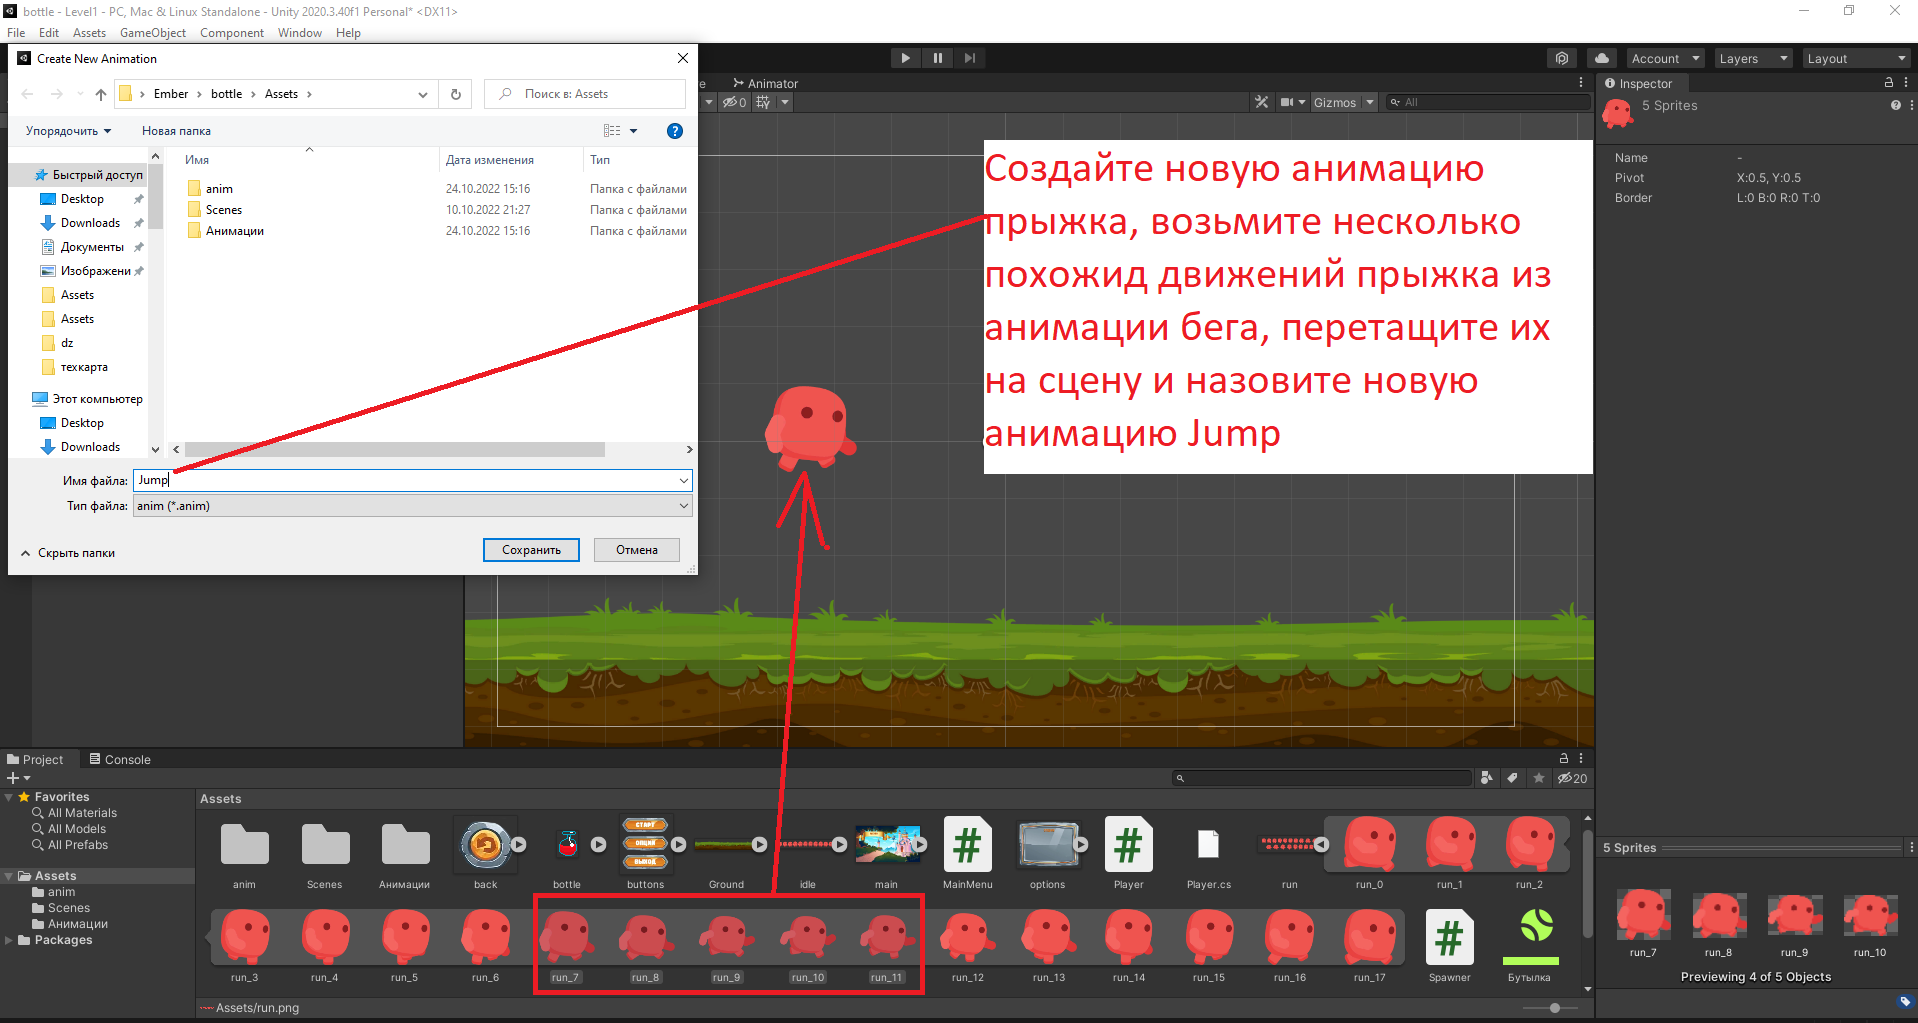 bottle - Level1 - PC, Mac & Linux Standalone - Unity 2020.3.40f1 Personal* <DX11>
File Edit Assets GameObject Component Window Help
Create New Animation
Ember bottle Assets
Поиск в: Assets
Упорядочить Новая папка
Имя Дата изменения Тип
Быстрый доступ
Desktop
Downloads
Документы
Изображени
Assets
Assets
dz
техкарта
Этот компьютер
Desktop
Downloads
anim 24.10.2022 15:16 Папка с файлами
Scenes 10.10.2022 21:27 Папка с файлами
Анимации 24.10.2022 15:16 Папка с файлами
Имя файла: Jump
Тип файла: anim (*.anim)
Скрыть папки Сохранить Отмена
Account Layers Layout
e Animator
0 Gizmos All
Создайте новую анимацию
прыжка, возьмите несколько
похожид движений прыжка из
анимации бега, перетащите их
на сцену и назовите новую
анимацию Jump
Inspector
5 Sprites
Name -
Pivot X:0.5, Y:0.5
Border L:0 B:0 R:0 T:0
Project Console
20
Favorites
All Materials
All Models
All Prefabs
Assets
anim
Scenes
Анимации
Packages
Assets
СТАРТ
ОПЦИИ
ВЫХОД
anim Scenes Анимации back bottle buttons Ground idle main MainMenu options Player Player.cs run run_0 run_1 run_2
run_3 run_4 run_5 run_6 run_7 run_8 run_9 run_10 run_11 run_12 run_13 run_14 run_15 run_16 run_17 Spawner Бутылка
Assets/run.png
5 Sprites
run_7 run_8 run_9 run_10
Previewing 4 of 5 Objects